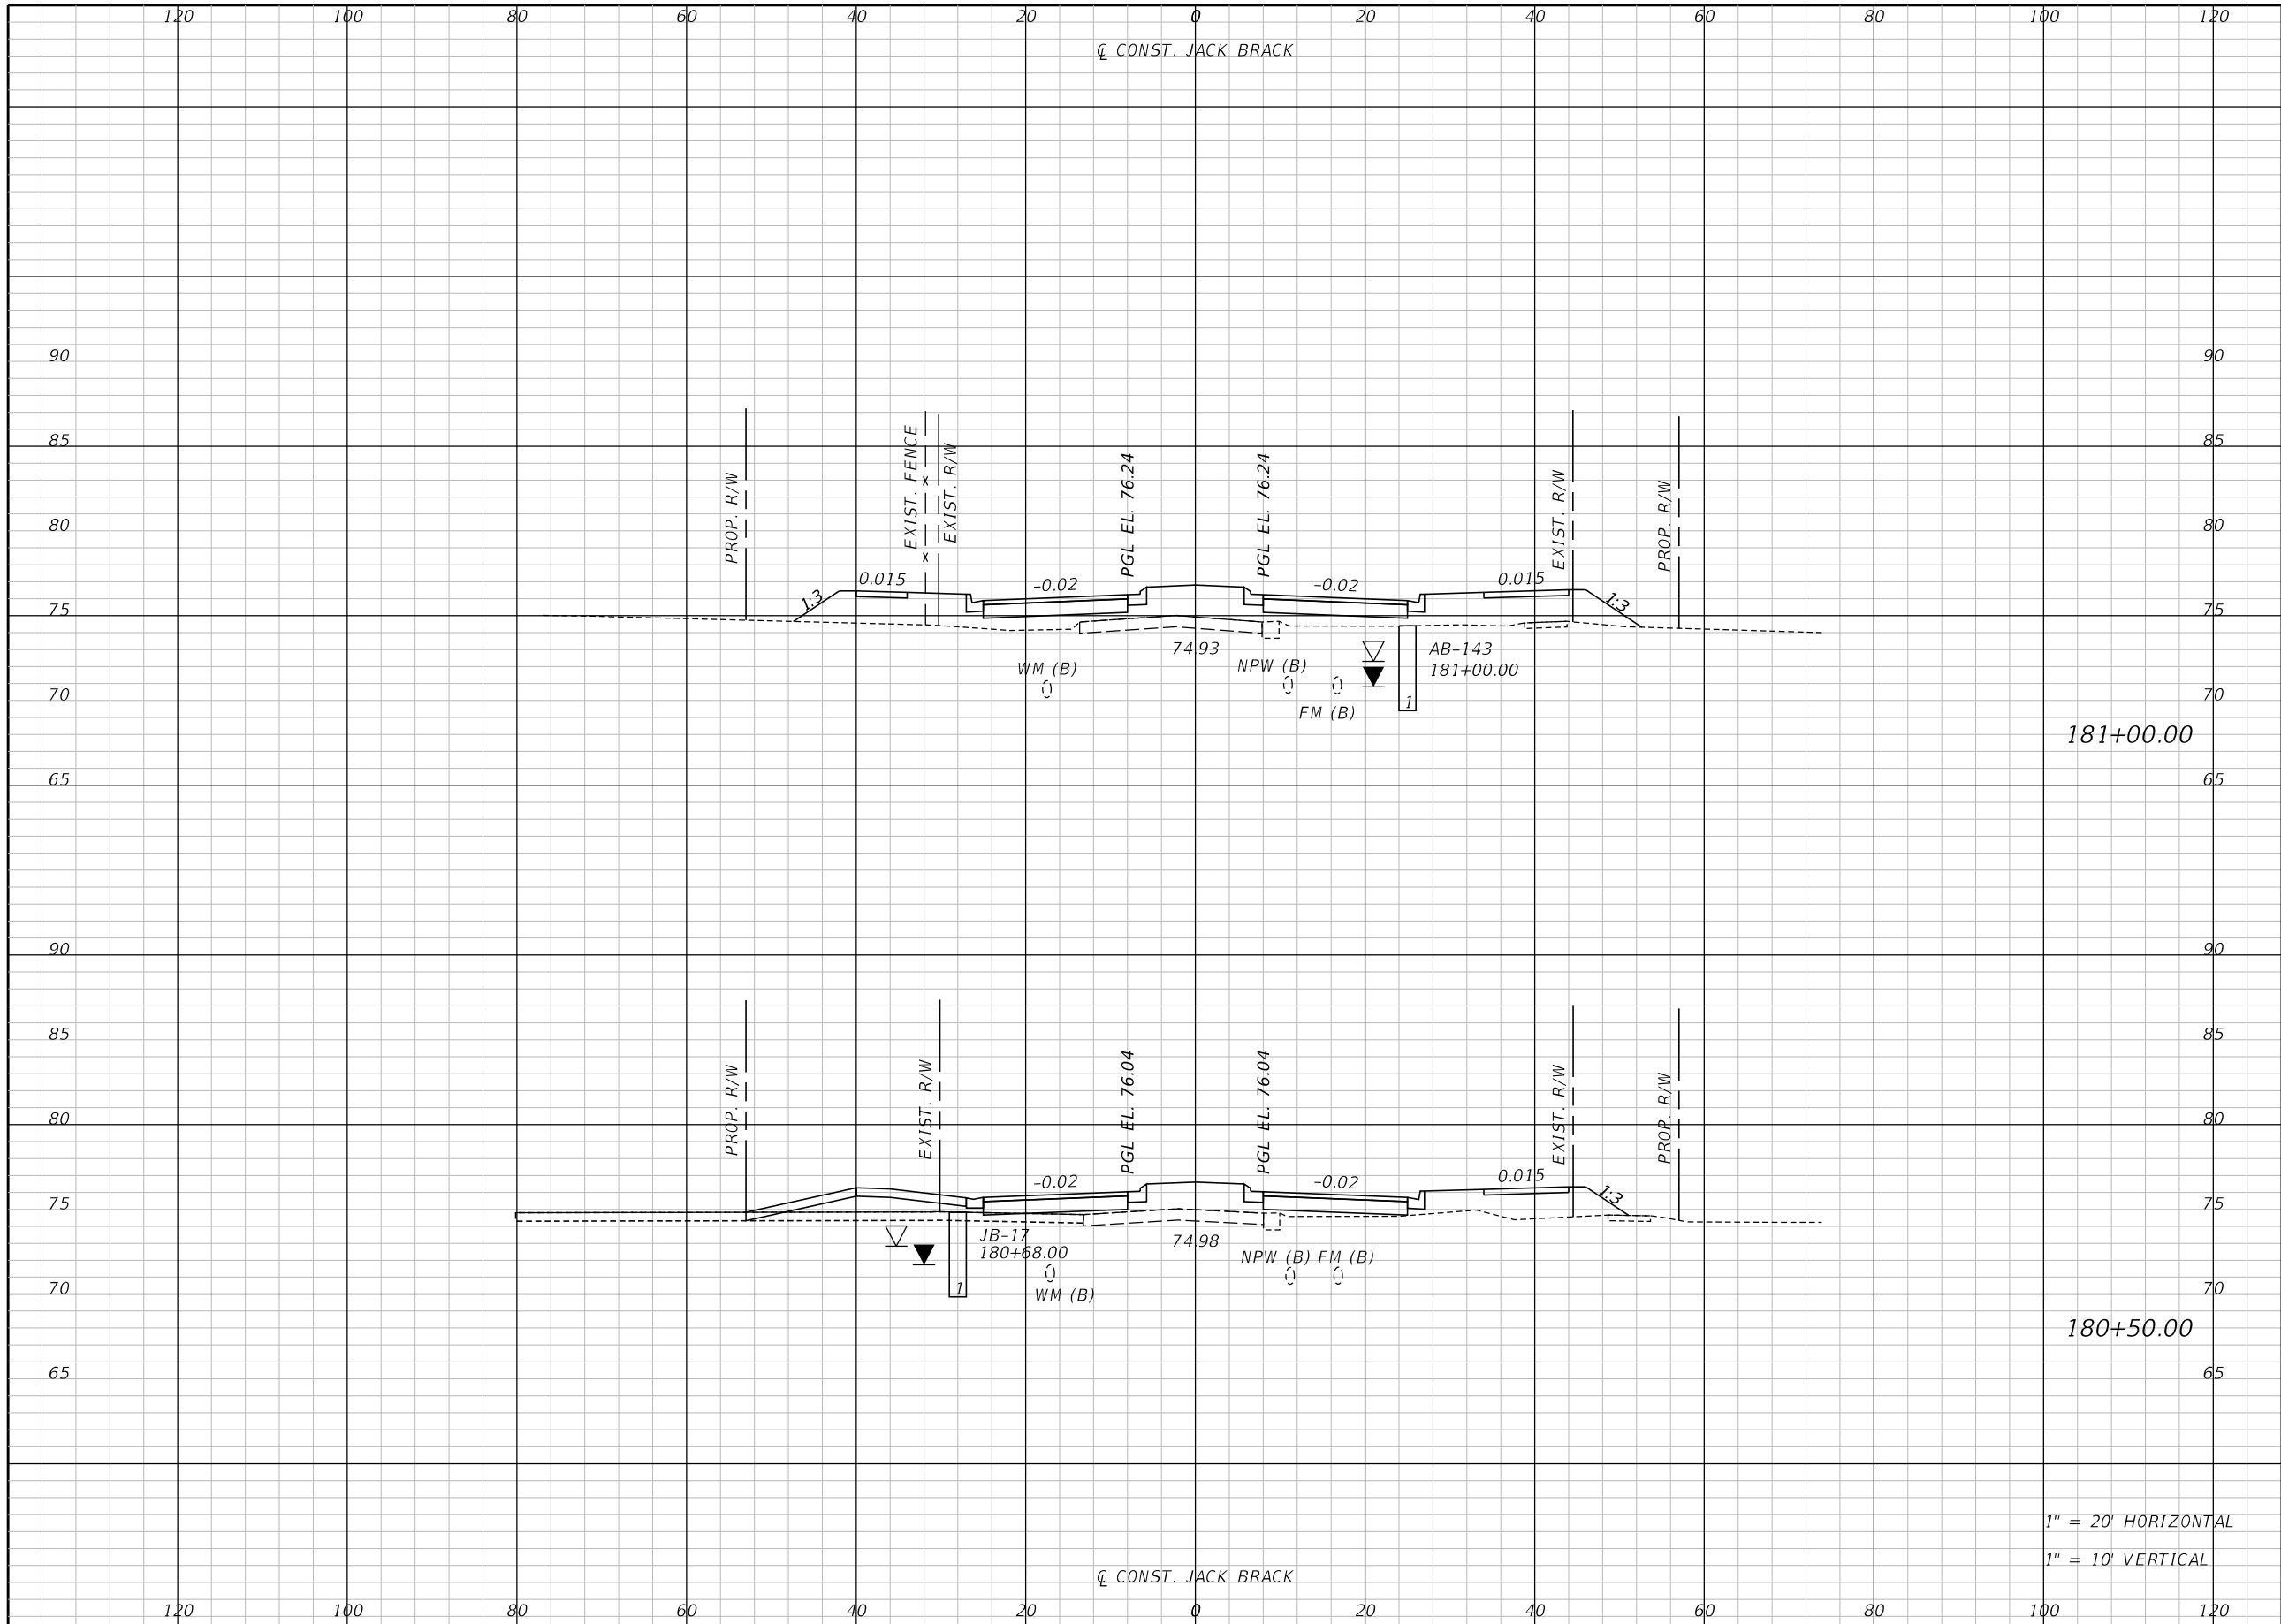 120 100 80 60 40 20 0 20 40 60 80 100 120
℄ CONST. JACK BRACK
90 90
85 85
80 80
75 75
70 70
65 65
PROP. R/W
EXIST. FENCE
EXIST. R/W
PGL EL. 76.24
PGL EL. 76.24
EXIST. R/W
PROP. R/W
1:3
0.015
-0.02
-0.02
0.015
1:3
74.93
WM (B)
NPW (B)
FM (B)
AB-143
181+00.00
1
181+00.00
90 90
85 85
80 80
75 75
70 70
65 65
PROP. R/W
EXIST. R/W
PGL EL. 76.04
PGL EL. 76.04
EXIST. R/W
PROP. R/W
-0.02
-0.02
0.015
1:3
JB-17
180+68.00
1
WM (B)
74.98
NPW (B) FM (B)
180+50.00
1" = 20' HORIZONTAL
1" = 10' VERTICAL
℄ CONST. JACK BRACK
120 100 80 60 40 20 0 20 40 60 80 100 120